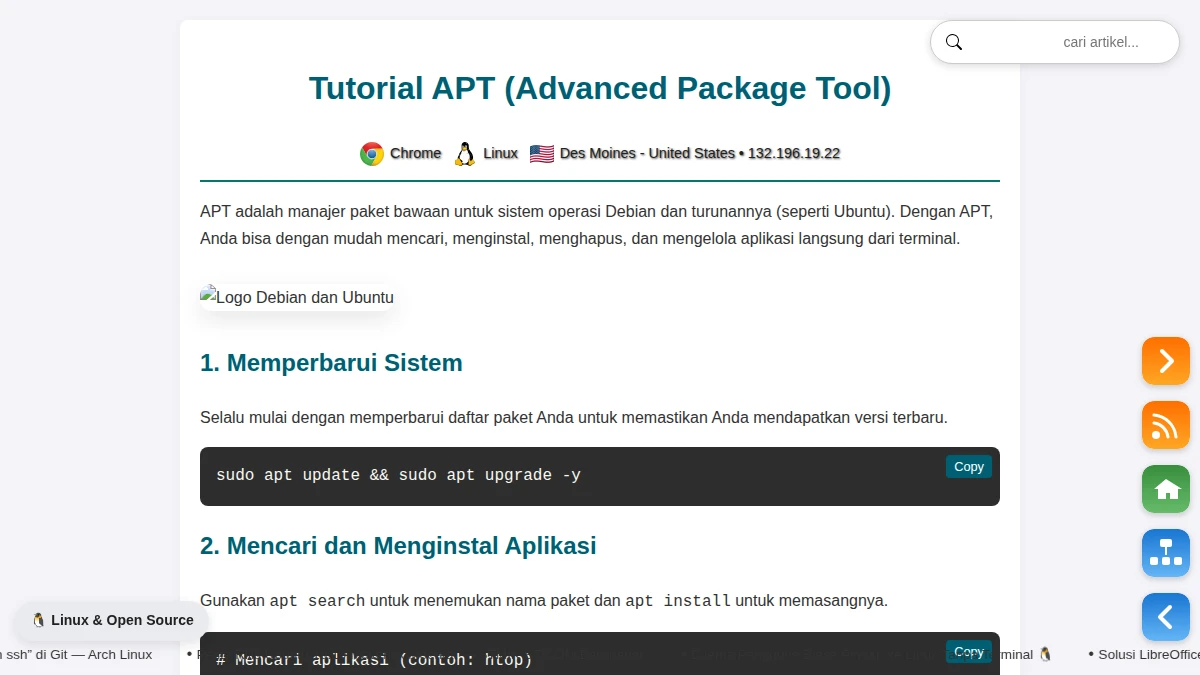 cari artikel...
Tutorial APT (Advanced Package Tool)
Chrome Linux Des Moines - United States • 132.196.19.22
APT adalah manajer paket bawaan untuk sistem operasi Debian dan turunannya (seperti Ubuntu). Dengan APT,
Anda bisa dengan mudah mencari, menginstal, menghapus, dan mengelola aplikasi langsung dari terminal.
Logo Debian dan Ubuntu
1. Memperbarui Sistem
Selalu mulai dengan memperbarui daftar paket Anda untuk memastikan Anda mendapatkan versi terbaru.
sudo apt update && sudo apt upgrade -y
Copy
2. Mencari dan Menginstal Aplikasi
Gunakan apt search untuk menemukan nama paket dan apt install untuk memasangnya.
Linux & Open Source
# Mencari aplikasi (contoh: htop)
Copy
ssh” di Git — Arch Linux
• Solusi LibreOffice